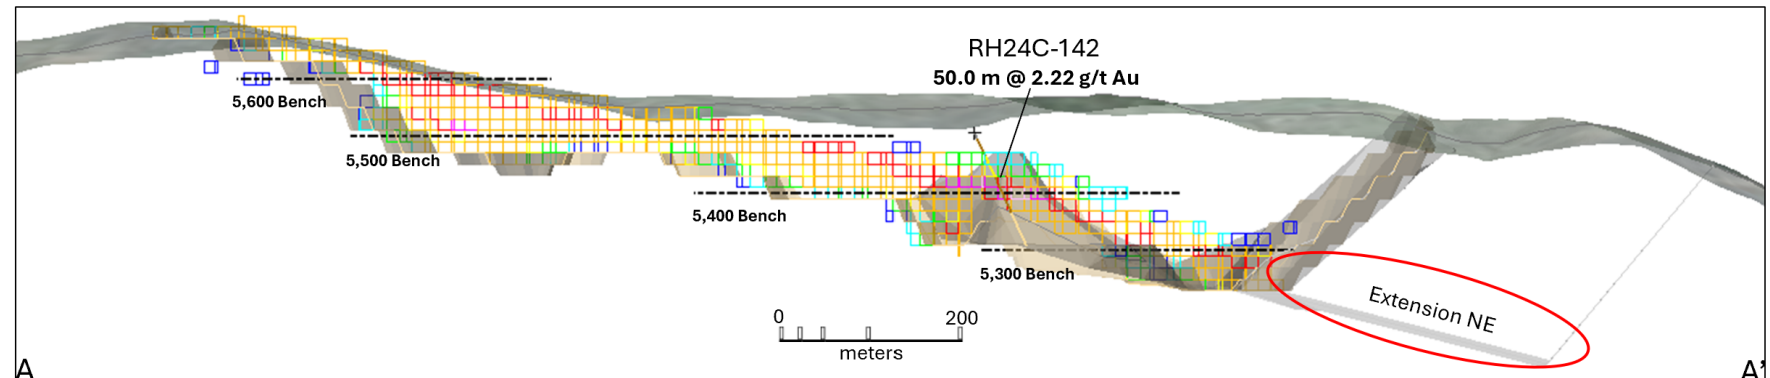 RH24C-142
50.0 m @ 2.22 g/t Au
5,600 Bench
5,500 Bench
5,400 Bench
5,300 Bench
Extension NE
0 200
meters
A A'